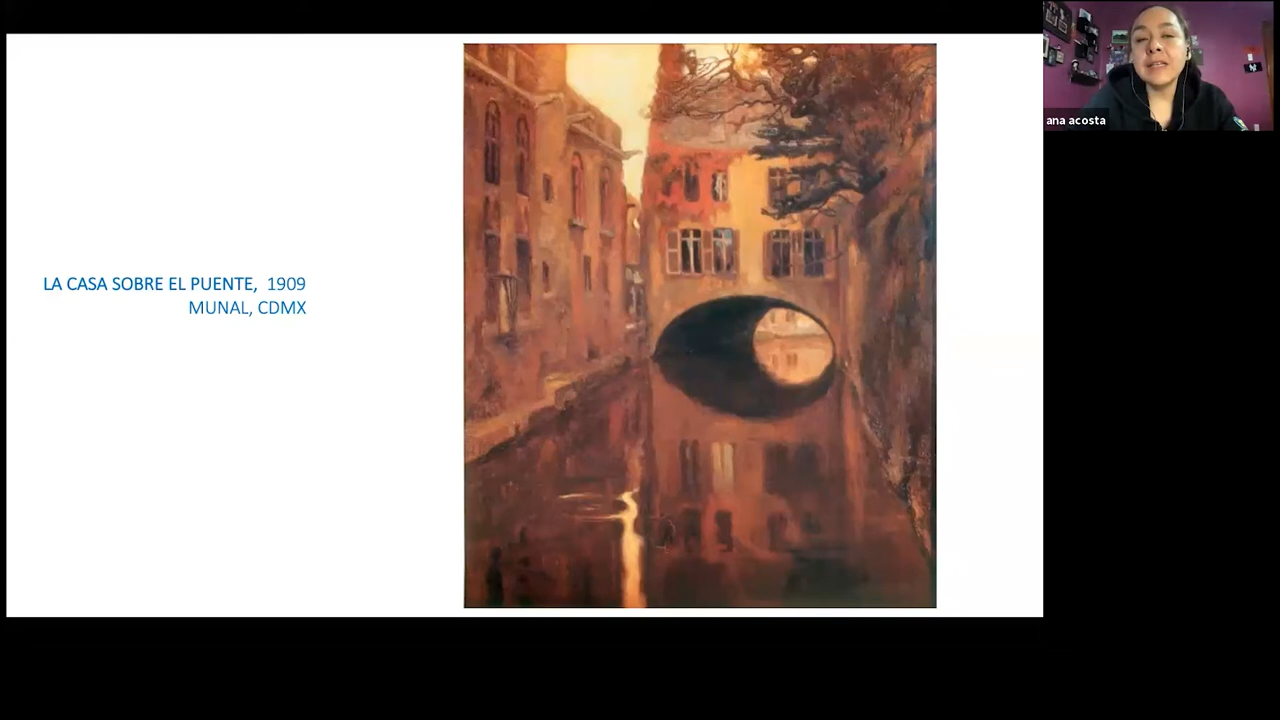 LA CASA SOBRE EL PUENTE, 1909
MUNAL, CDMX
ana acosta